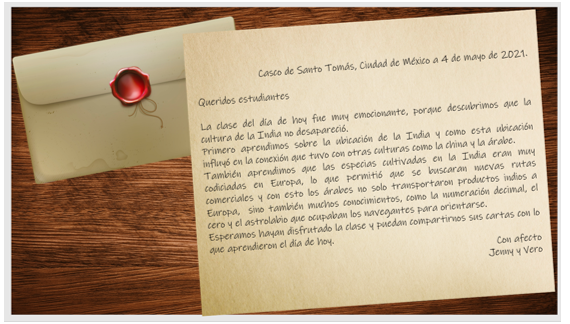 Casco de Santo Tomás, Ciudad de México a 4 de mayo de 2021.
Queridos estudiantes
La clase del día de hoy fue muy emocionante, porque descubrimos que la
cultura de la India no desapareció.
Primero aprendimos sobre la ubicación de la India y como esta ubicación
influyó en la conexión que tuvo con otras culturas como la china y la árabe.
También aprendimos que las especias cultivadas en la India eran muy
codiciadas en Europa, lo que permitió que se buscaran nuevas rutas
comerciales y con esto los árabes no solo transportaron productos indios a
Europa, sino también muchos conocimientos, como la numeración decimal, el
cero y el astrolabio que ocupaban los navegantes para orientarse.
Esperamos hayan disfrutado la clase y puedan compartirnos sus cartas con lo
que aprendieron el día de hoy.
Con afecto
Jenny y Vero